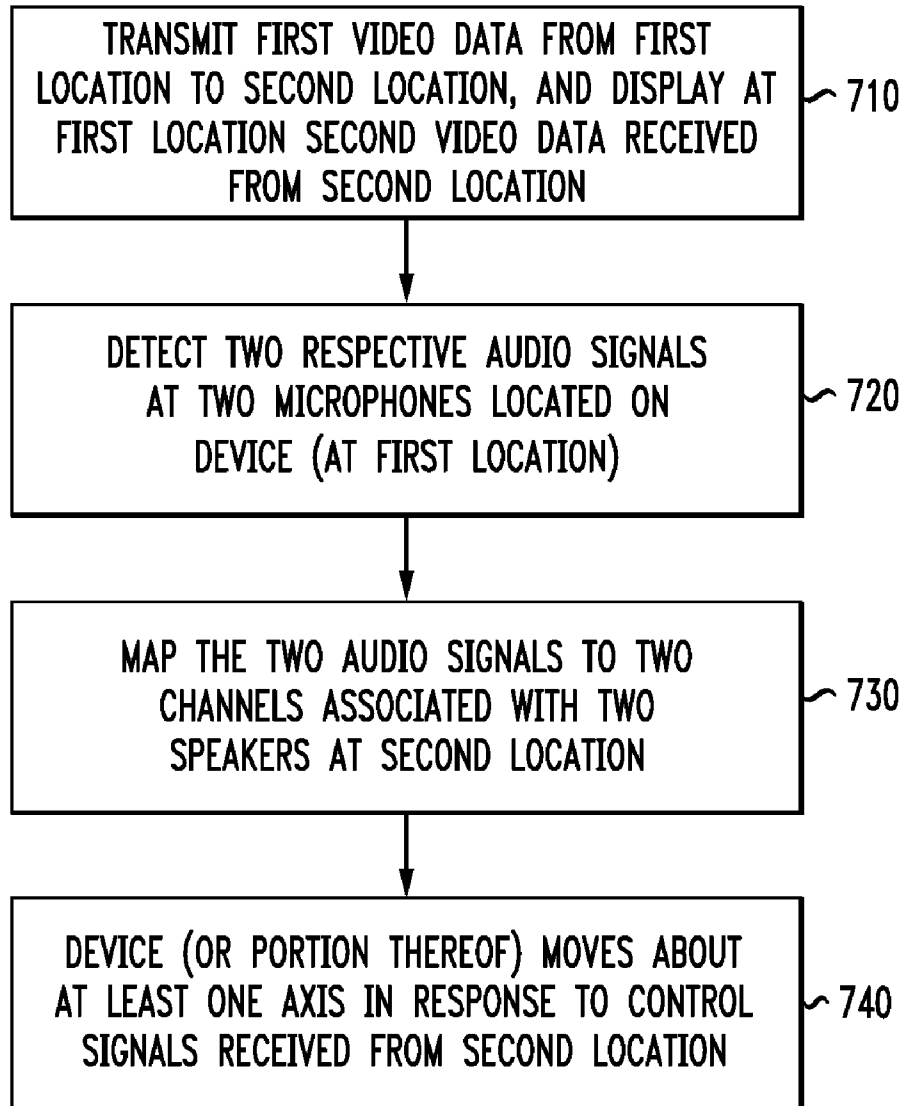 TRANSMIT FIRST VIDEO DATA FROM FIRST
LOCATION TO SECOND LOCATION, AND DISPLAY AT
FIRST LOCATION SECOND VIDEO DATA RECEIVED
FROM SECOND LOCATION
710
DETECT TWO RESPECTIVE AUDIO SIGNALS
AT TWO MICROPHONES LOCATED ON
DEVICE (AT FIRST LOCATION)
720
MAP THE TWO AUDIO SIGNALS TO TWO
CHANNELS ASSOCIATED WITH TWO
SPEAKERS AT SECOND LOCATION
730
DEVICE (OR PORTION THEREOF) MOVES ABOUT
AT LEAST ONE AXIS IN RESPONSE TO CONTROL
SIGNALS RECEIVED FROM SECOND LOCATION
740